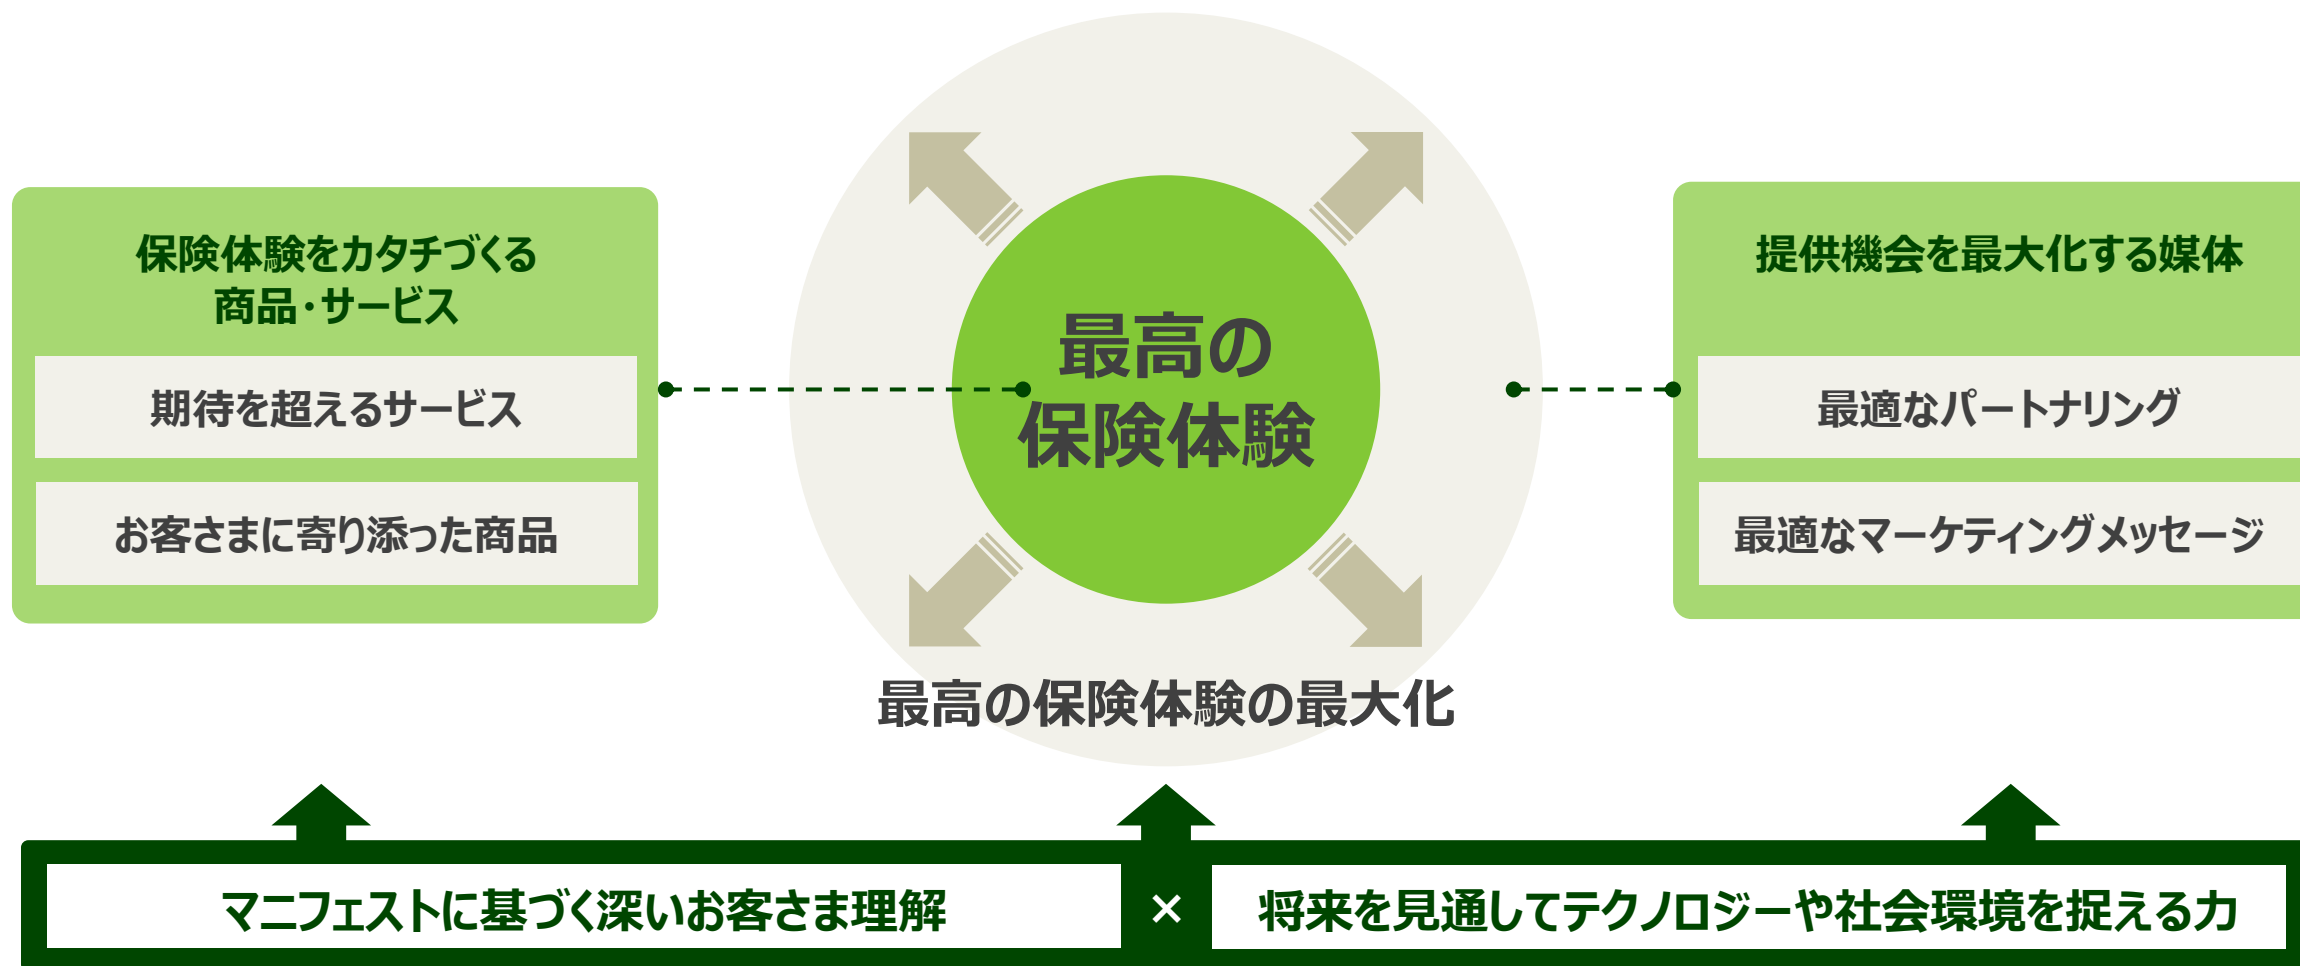 保険体験をカタチづくる
商品・サービス
期待を超えるサービス
お客さまに寄り添った商品
最高の
保険体験
最高の保険体験の最大化
提供機会を最大化する媒体
最適なパートナリング
最適なマーケティングメッセージ
マニフェストに基づく深いお客さま理解
×
将来を見通してテクノロジーや社会環境を捉える力